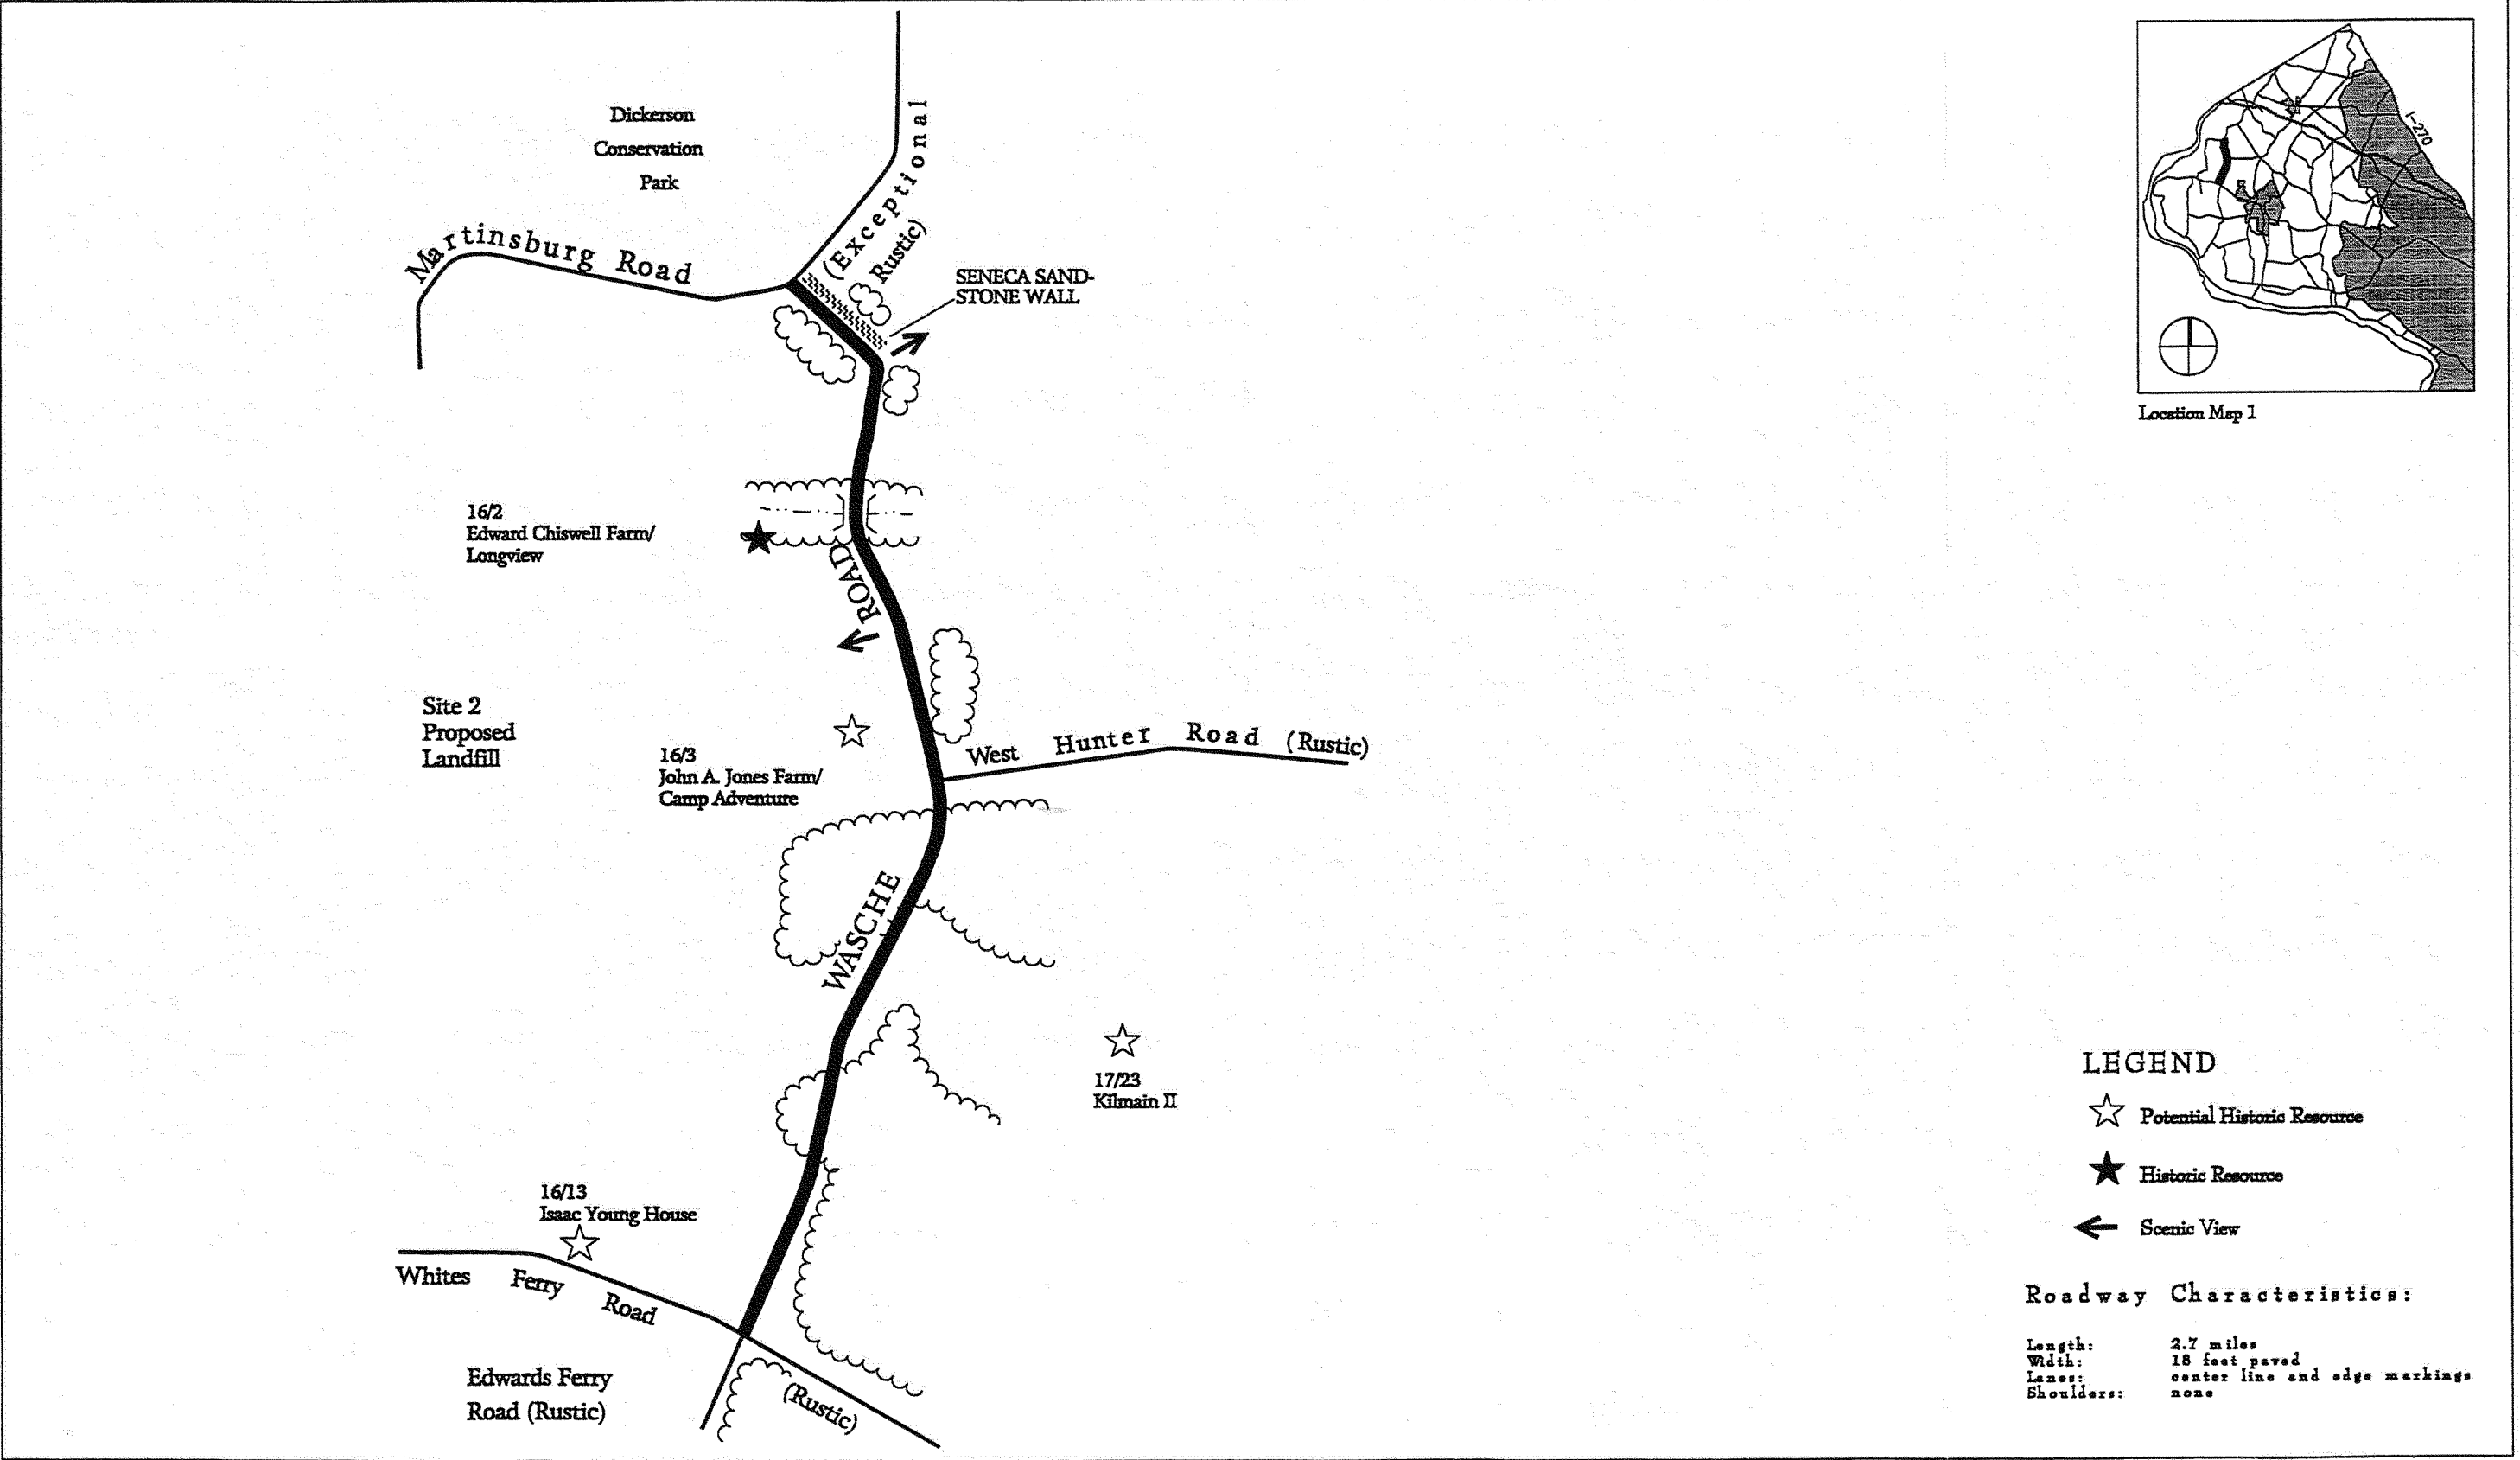 Dickerson
Conservation
Park
Martinsburg Road
(Exceptional
Rustic)
SENECA SAND-
STONE WALL
I-270
Location Map 1
16/2
Edward Chiswell Farm/
Longview
ROAD
Site 2
Proposed
Landfill
16/3
John A. Jones Farm/
Camp Adventure
West Hunter Road (Rustic)
WASCHE
17/23
Kilmain II
16/13
Isaac Young House
Whites Ferry Road
(Rustic)
Edwards Ferry
Road (Rustic)
LEGEND
Potential Historic Resource
Historic Resource
Scenic View
Roadway Characteristics:
Length: 2.7 miles
Width: 18 feet paved
Lanes: center line and edge markings
Shoulders: none